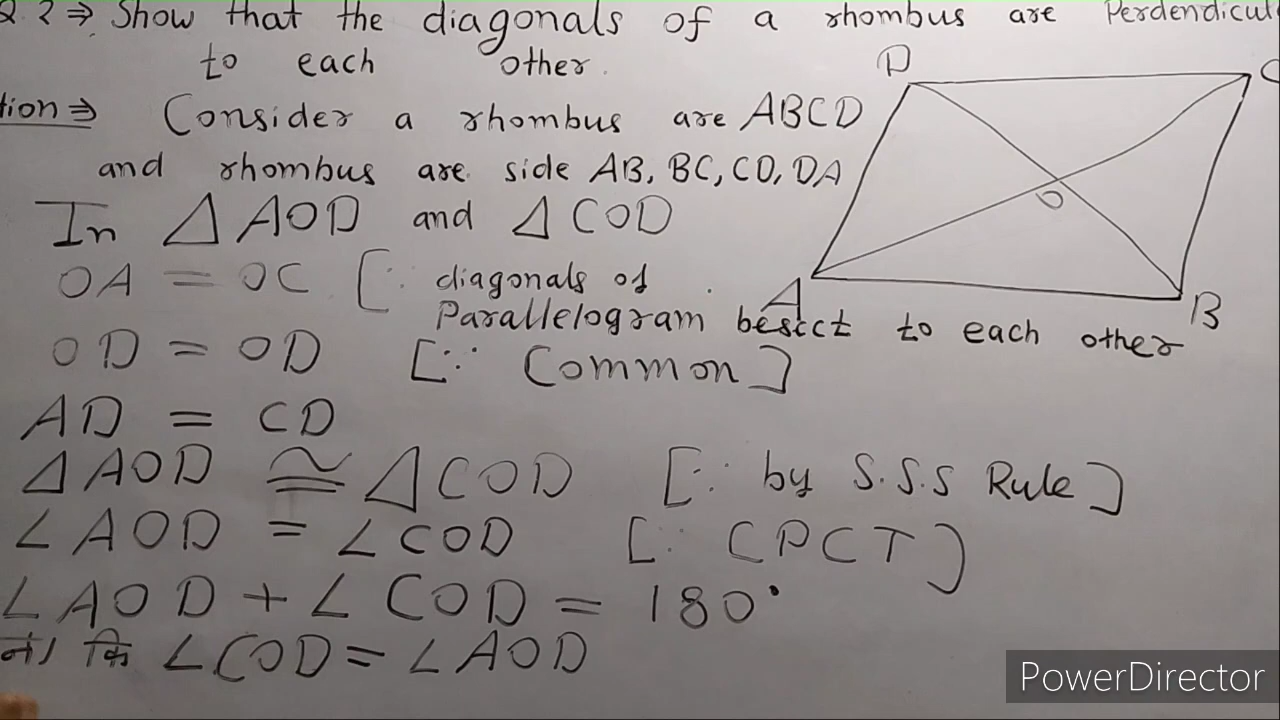 Q.2 ⇒ Show that the diagonals of a rhombus are Perdendicul
to each other.
tion ⇒ Consider a rhombus are ABCD
and rhombus are side AB, BC, CD, DA
In △ AOD and △ COD
OA = OC [∵ diagonals of
Parallelogram besect to each other
OD = OD [∵ Common]
AD = CD
△ AOD ≅ △ COD [∵ by S.S.S Rule]
∠ AOD = ∠ COD [∵ CPCT)
∠ AOD + ∠ COD = 180°
कि ∠COD = ∠AOD
D
C
O
A
B
PowerDirector